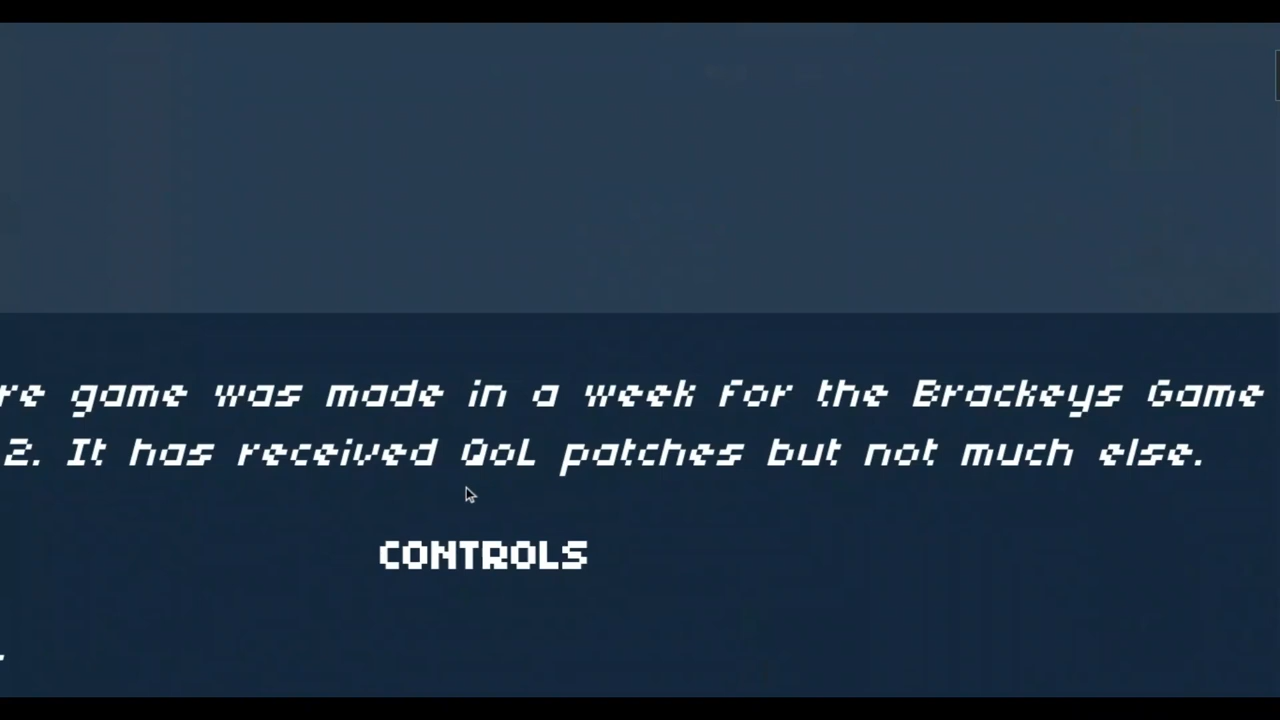 re game was made in a week for the Brackeys Game
2. It has received QoL patches but not much else.
CONTROLS